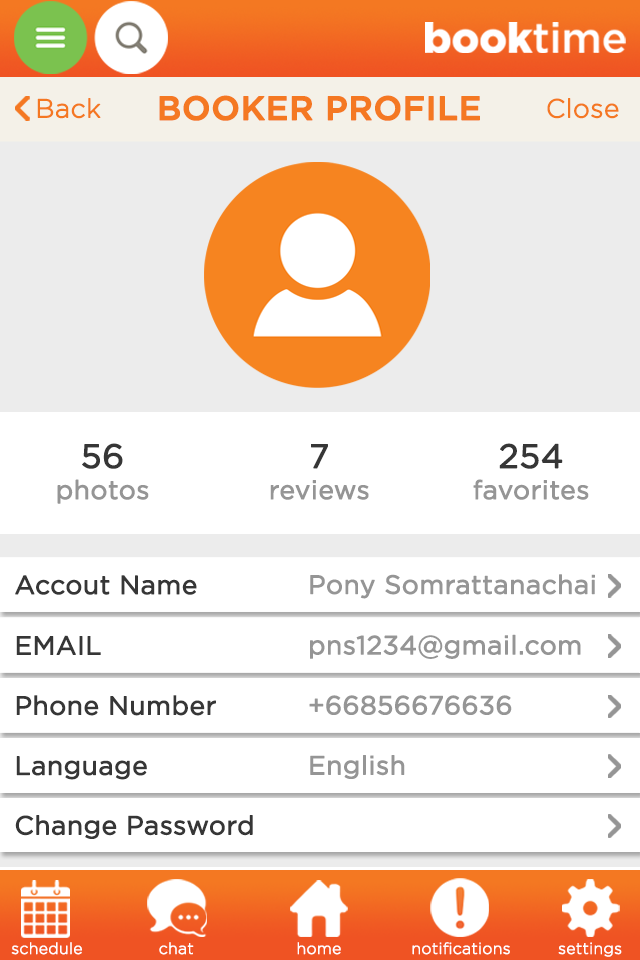 booktime
Back BOOKER PROFILE Close
56 7 254
photos reviews favorites
Accout Name Pony Somrattanachai
EMAIL pns1234@gmail.com
Phone Number +66856676636
Language English
Change Password
schedule chat home notifications settings